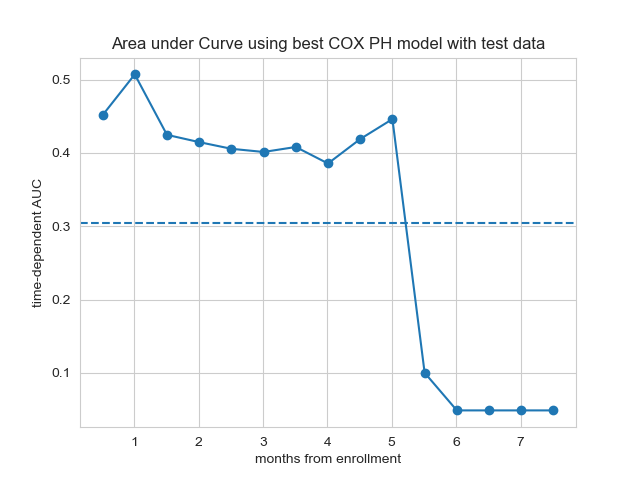 Area under Curve using best COX PH model with test data
time-dependent AUC
0.5
0.4
0.3
0.2
0.1
1 2 3 4 5 6 7
months from enrollment